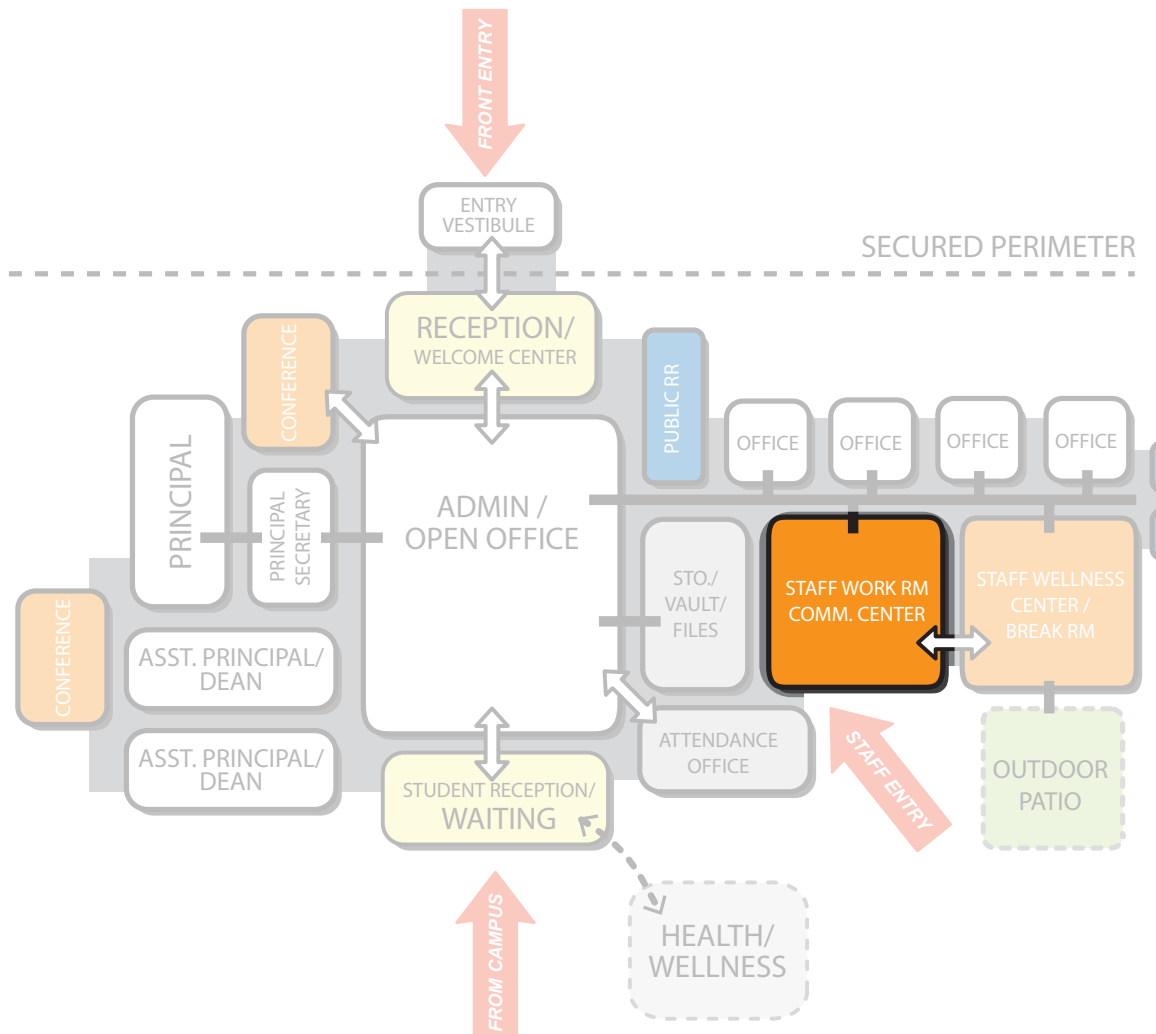 FRONT ENTRY
ENTRY
VESTIBULE
SECURED PERIMETER
RECEPTION/
WELCOME CENTER
CONFERENCE
PUBLIC RR
OFFICE
OFFICE
OFFICE
OFFICE
PRINCIPAL
PRINCIPAL
SECRETARY
ADMIN /
OPEN OFFICE
STO./
VAULT/
FILES
STAFF WORK RM
COMM. CENTER
STAFF WELLNESS
CENTER /
BREAK RM
CONFERENCE
ASST. PRINCIPAL/
DEAN
ASST. PRINCIPAL/
DEAN
ATTENDANCE
OFFICE
STAFF ENTRY
OUTDOOR
PATIO
STUDENT RECEPTION/
WAITING
FROM CAMPUS
HEALTH/
WELLNESS